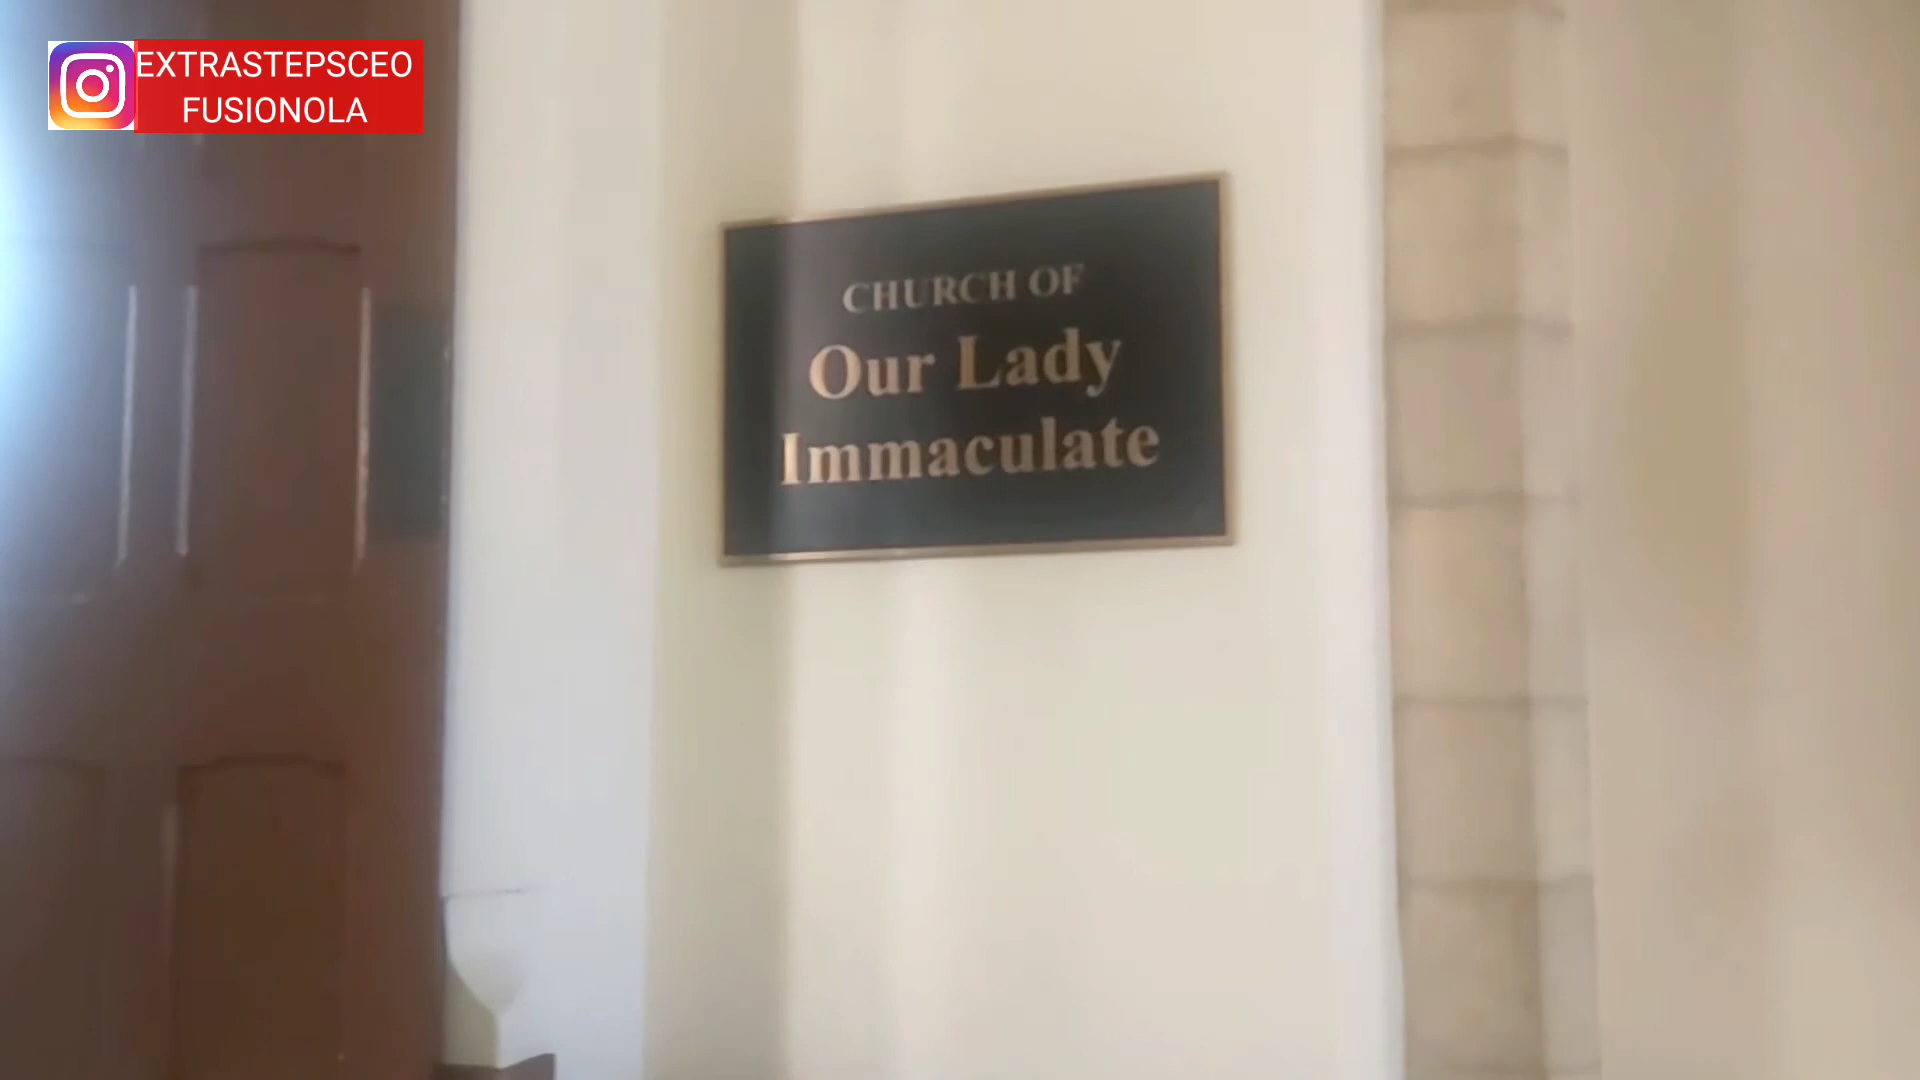 EXTRASTEPSCEO
FUSIONOLA
CHURCH OF
Our Lady
Immaculate